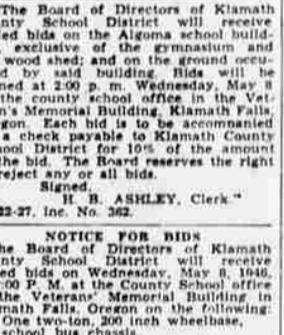 The Board of Directors of Klamath
nty School District will receive
ed bids on the Algoma school build-
exclusive of the gymnasium and
wood shed; and on the ground occu-
d by said building. Bids will be
ned at 2:00 p. m. Wednesday, May 8
the county school office in the Vet-
n's Memorial Building, Klamath Falls,
gon. Each bid is to be accompanied
a check payable to Klamath County
ool District for 10% of the amount
the bid. The Board reserves the right
reject any or all bids.
Signed,
H. B. ASHLEY, Clerk"
22-27, Inc. No. 362.
NOTICE FOR BIDS
he Board of Directors of Klamath
nty School District will receive
ed bids on Wednesday, May 8, 1946,
:00 P. M. at the County School office
the Veterans' Memorial Building in
math Falls, Oregon on the following:
One two-ton, 200 inch wheelbase,
school bus chassis